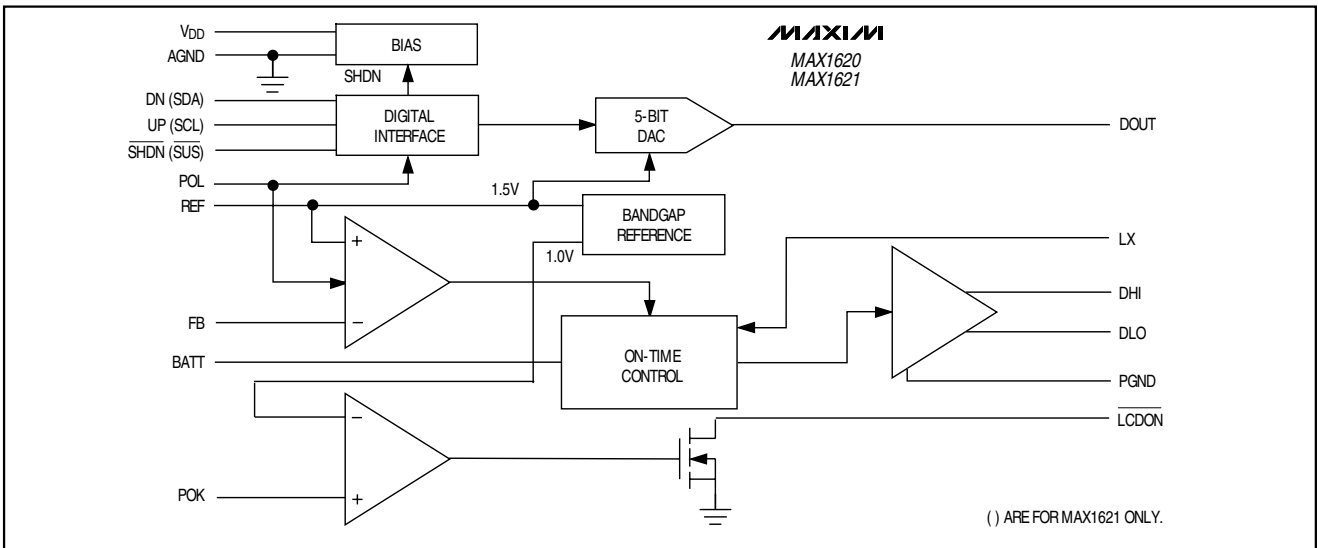 MAXIM
MAX1620
MAX1621
VDD
AGND
BIAS
SHDN
DN (SDA)
UP (SCL)
SHDN (SUS)
DIGITAL
INTERFACE
5-BIT
DAC
DOUT
POL
REF
1.5V
BANDGAP
REFERENCE
1.0V
+
−
FB
BATT
ON-TIME
CONTROL
LX
DHI
DLO
PGND
LCDON
−
+
POK
( ) ARE FOR MAX1621 ONLY.